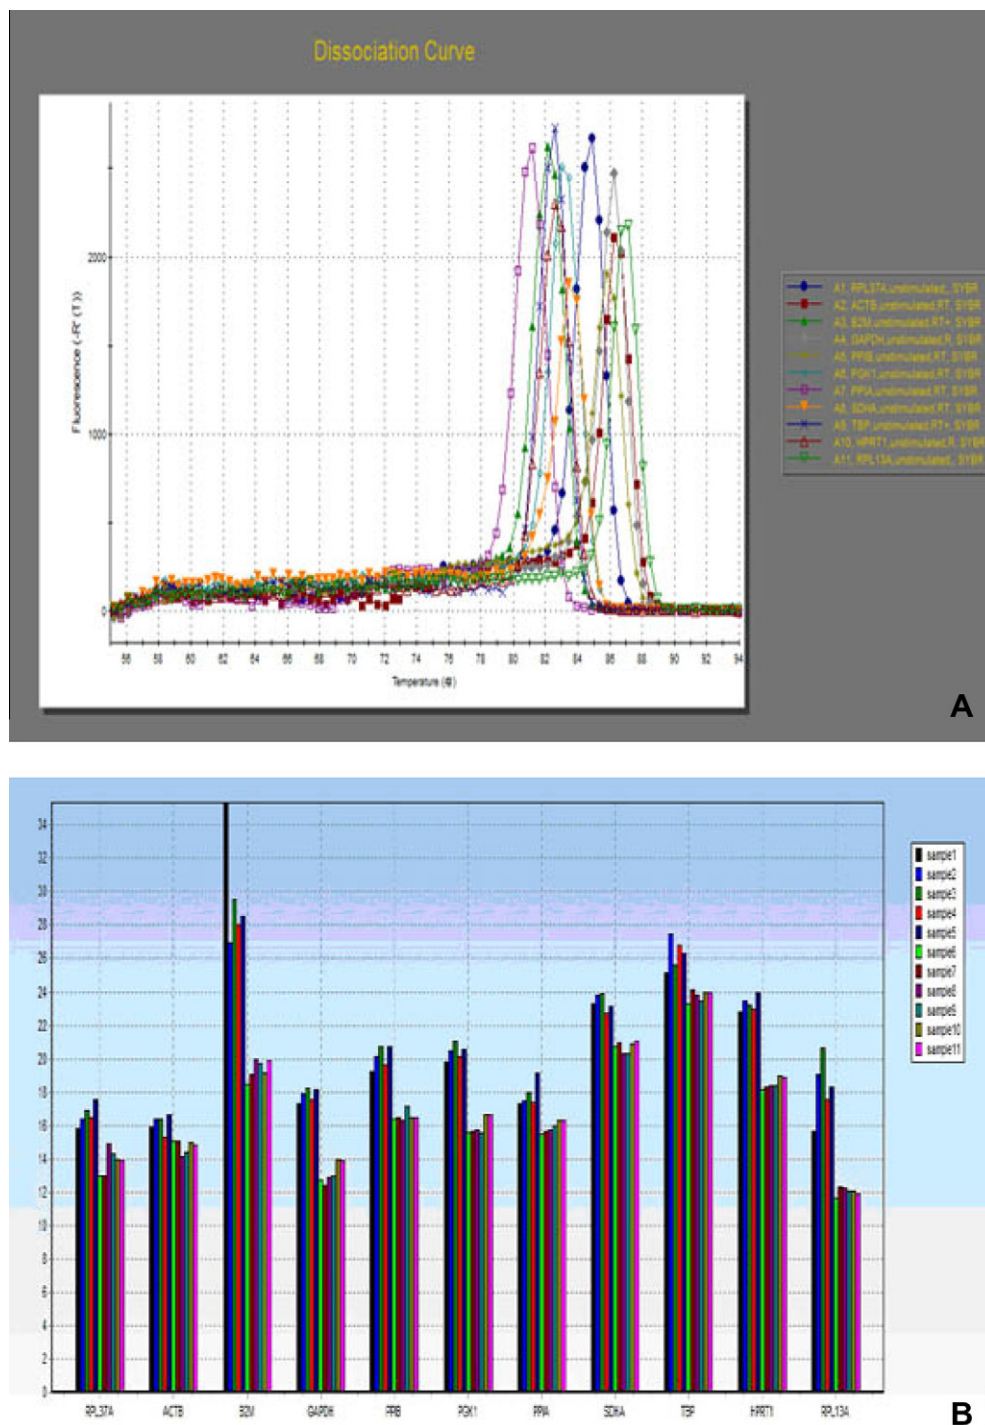 Dissociation Curve
Fluorescence (-R' (T))
2000
1000
0
56 58 60 62 64 66 68 70 72 74 76 78 80 82 84 86 88 90 92 94
Temperature (@)
A1, RPL37A,unstimulated,, SYBR
A2, ACTB,unstimulated,RT, SYBR
A3, B2M,unstimulated,RT+, SYBR
A4, GAPDH,unstimulated,R, SYBR
A5, PPIB,unstimulated,RT, SYBR
A6, PGK1,unstimulated,RT, SYBR
A7, PPIA,unstimulated,RT, SYBR
A8, SDHA,unstimulated,RT, SYBR
A9, TBP,unstimulated,RT+, SYBR
A10, HPRT1,unstimulated,R, SYBR
A11, RPL13A,unstimulated,, SYBR
A
34
32
30
28
26
24
22
20
18
16
14
12
10
8
6
4
2
0
RPL37A ACTB B2M GAPDH PPIB PGK1 PPIA SDHA TBP HPRT1 RPL13A
sample1
sample2
sample3
sample4
sample5
sample6
sample7
sample8
sample9
sample10
sample11
B